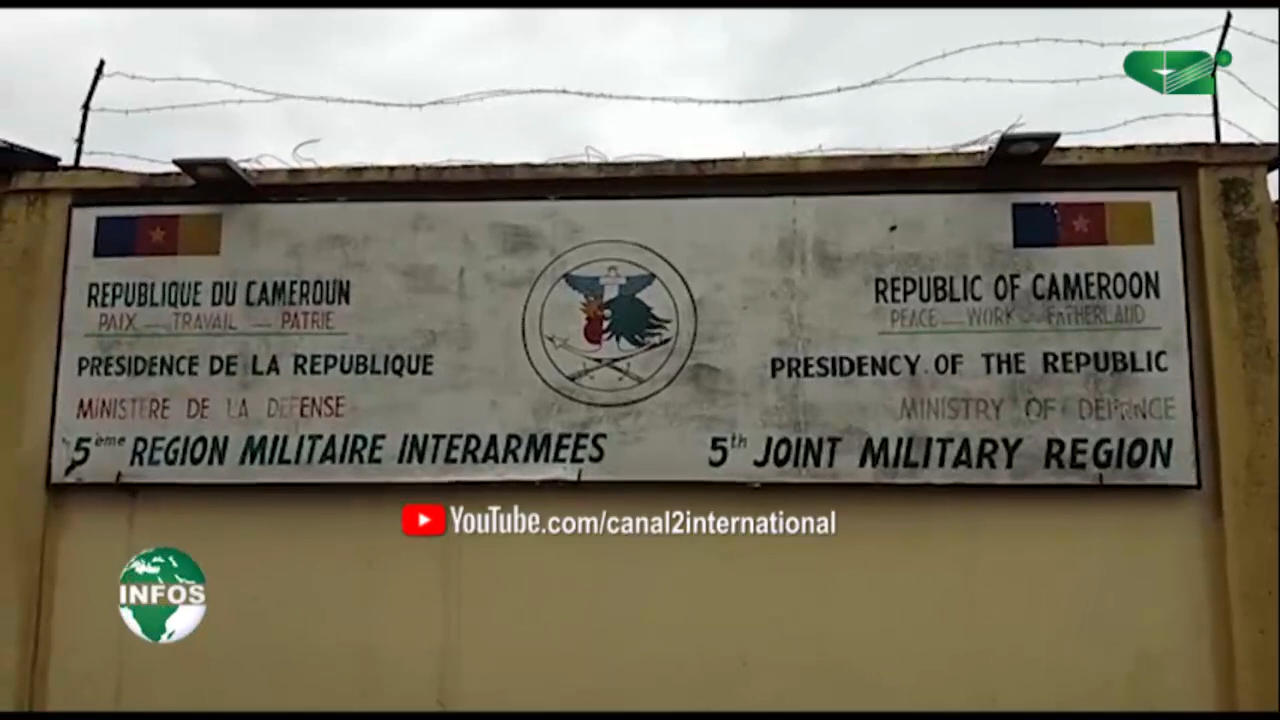 REPUBLIQUE DU CAMEROUN
PAIX — TRAVAIL — PATRIE
PRESIDENCE DE LA REPUBLIQUE
MINISTERE DE LA DEFENSE
5ème REGION MILITAIRE INTERARMEES
REPUBLIC OF CAMEROON
PEACE — WORK — FATHERLAND
PRESIDENCY OF THE REPUBLIC
MINISTRY OF DEFENCE
5th JOINT MILITARY REGION
YouTube.com/canal2international
INFOS